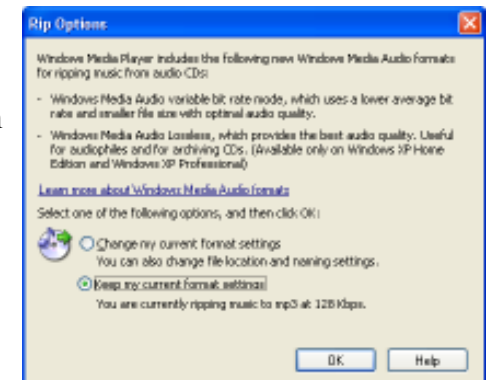 Rip Options
Windows Media Player includes the following new Windows Media Audio formats
for ripping music from audio CDs:
- Windows Media Audio variable bit rate mode, which uses a lower average bit
rate and smaller file size with optimal audio quality.
- Windows Media Audio Lossless, which provides the best audio quality. Useful
for audiophiles and for archiving CDs. (Available only on Windows XP Home
Edition and Windows XP Professional)
Learn more about Windows Media Audio formats
Select one of the following options, and then click OK:
Change my current format settings
You can also change file location and naming settings.
Keep my current format settings
You are currently ripping music to mp3 at 128 Kbps.
OK Help